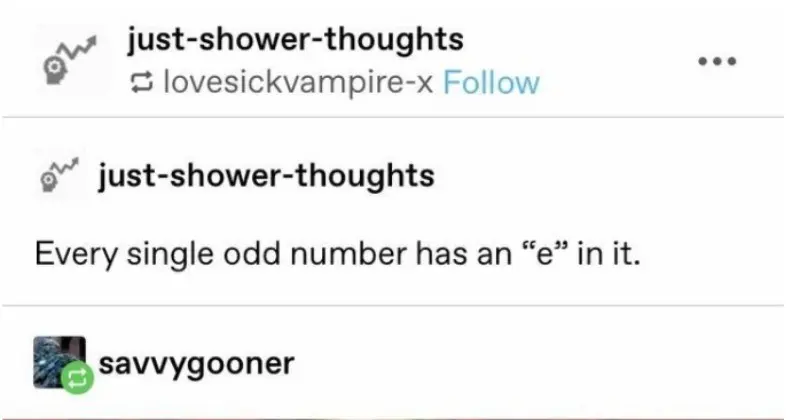 just-shower-thoughts
lovesickvampire-x Follow
just-shower-thoughts
Every single odd number has an “e” in it.
savvygooner